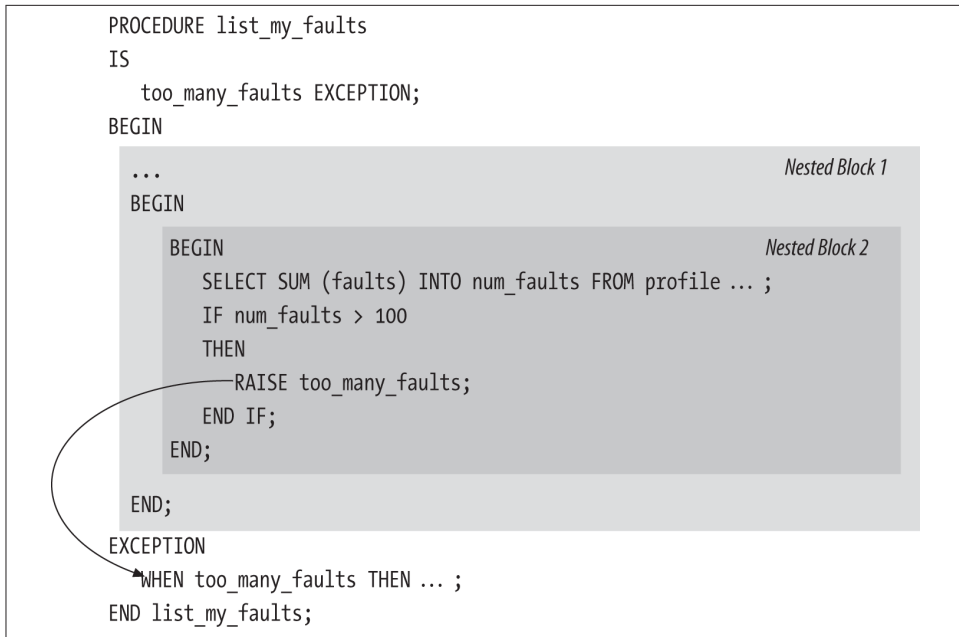 PROCEDURE list_my_faults
IS
too_many_faults EXCEPTION;
BEGIN
... Nested Block 1
BEGIN
BEGIN Nested Block 2
SELECT SUM (faults) INTO num_faults FROM profile ... ;
IF num_faults > 100
THEN
RAISE too_many_faults;
END IF;
END;
END;
EXCEPTION
WHEN too_many_faults THEN ... ;
END list_my_faults;